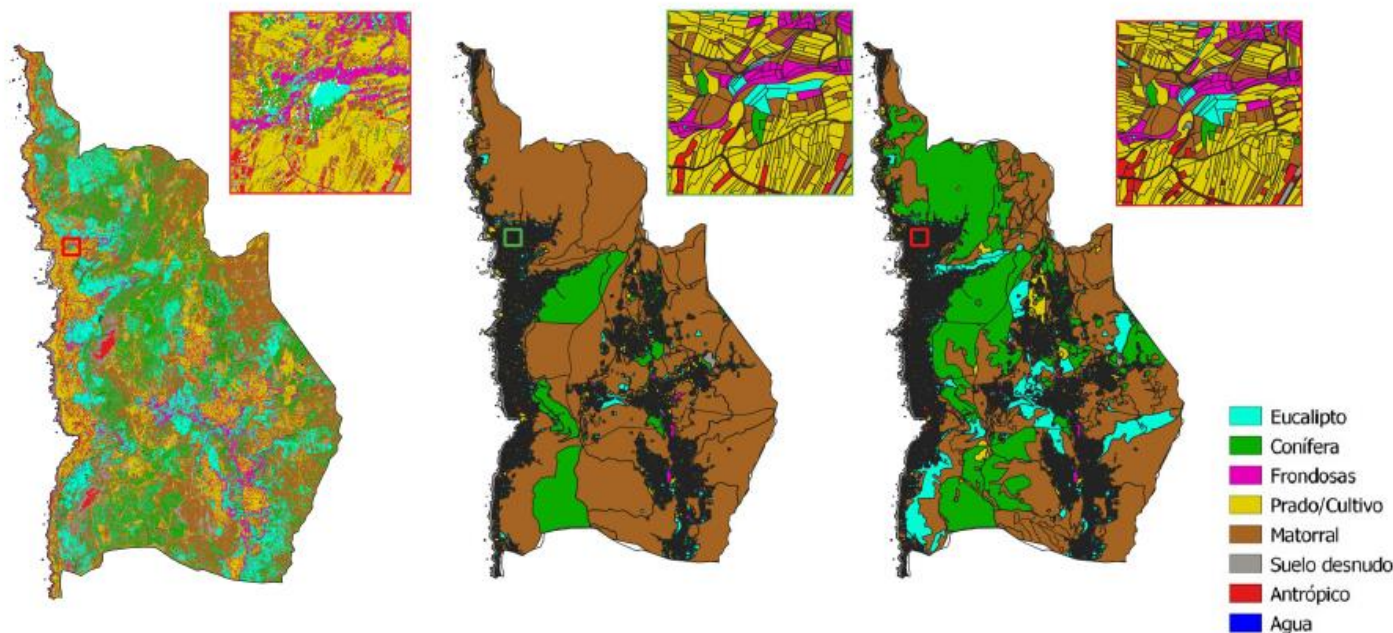 Eucalipto
Conífera
Frondosas
Prado/Cultivo
Matorral
Suelo desnudo
Antrópico
Agua